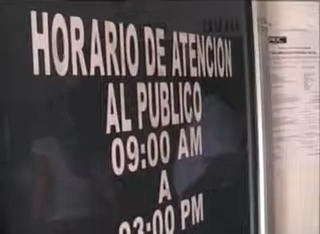 HORARIO DE ATENCION
AL PUBLICO
09:00 AM
A
03:00 PM